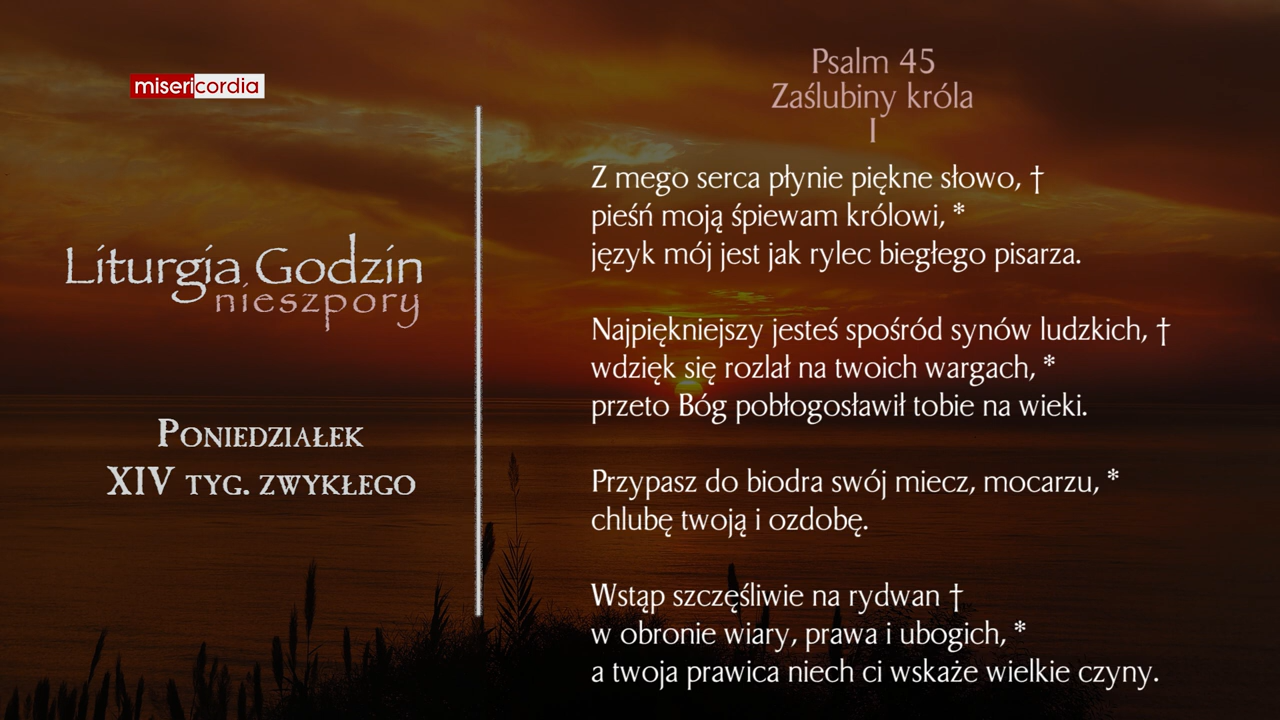 misericordia
Liturgia Godzin
nieszpory
Poniedziałek
XIV tyg. zwykłego
Psalm 45
Zaślubiny króla
I
Z mego serca płynie piękne słowo, †
pieśń moją śpiewam królowi, *
język mój jest jak rylec biegłego pisarza.
Najpiękniejszy jesteś spośród synów ludzkich, †
wdzięk się rozlał na twoich wargach, *
przeto Bóg pobłogosławił tobie na wieki.
Przypasz do biodra swój miecz, mocarzu, *
chlubę twoją i ozdobę.
Wstąp szczęśliwie na rydwan †
w obronie wiary, prawa i ubogich, *
a twoja prawica niech ci wskaże wielkie czyny.